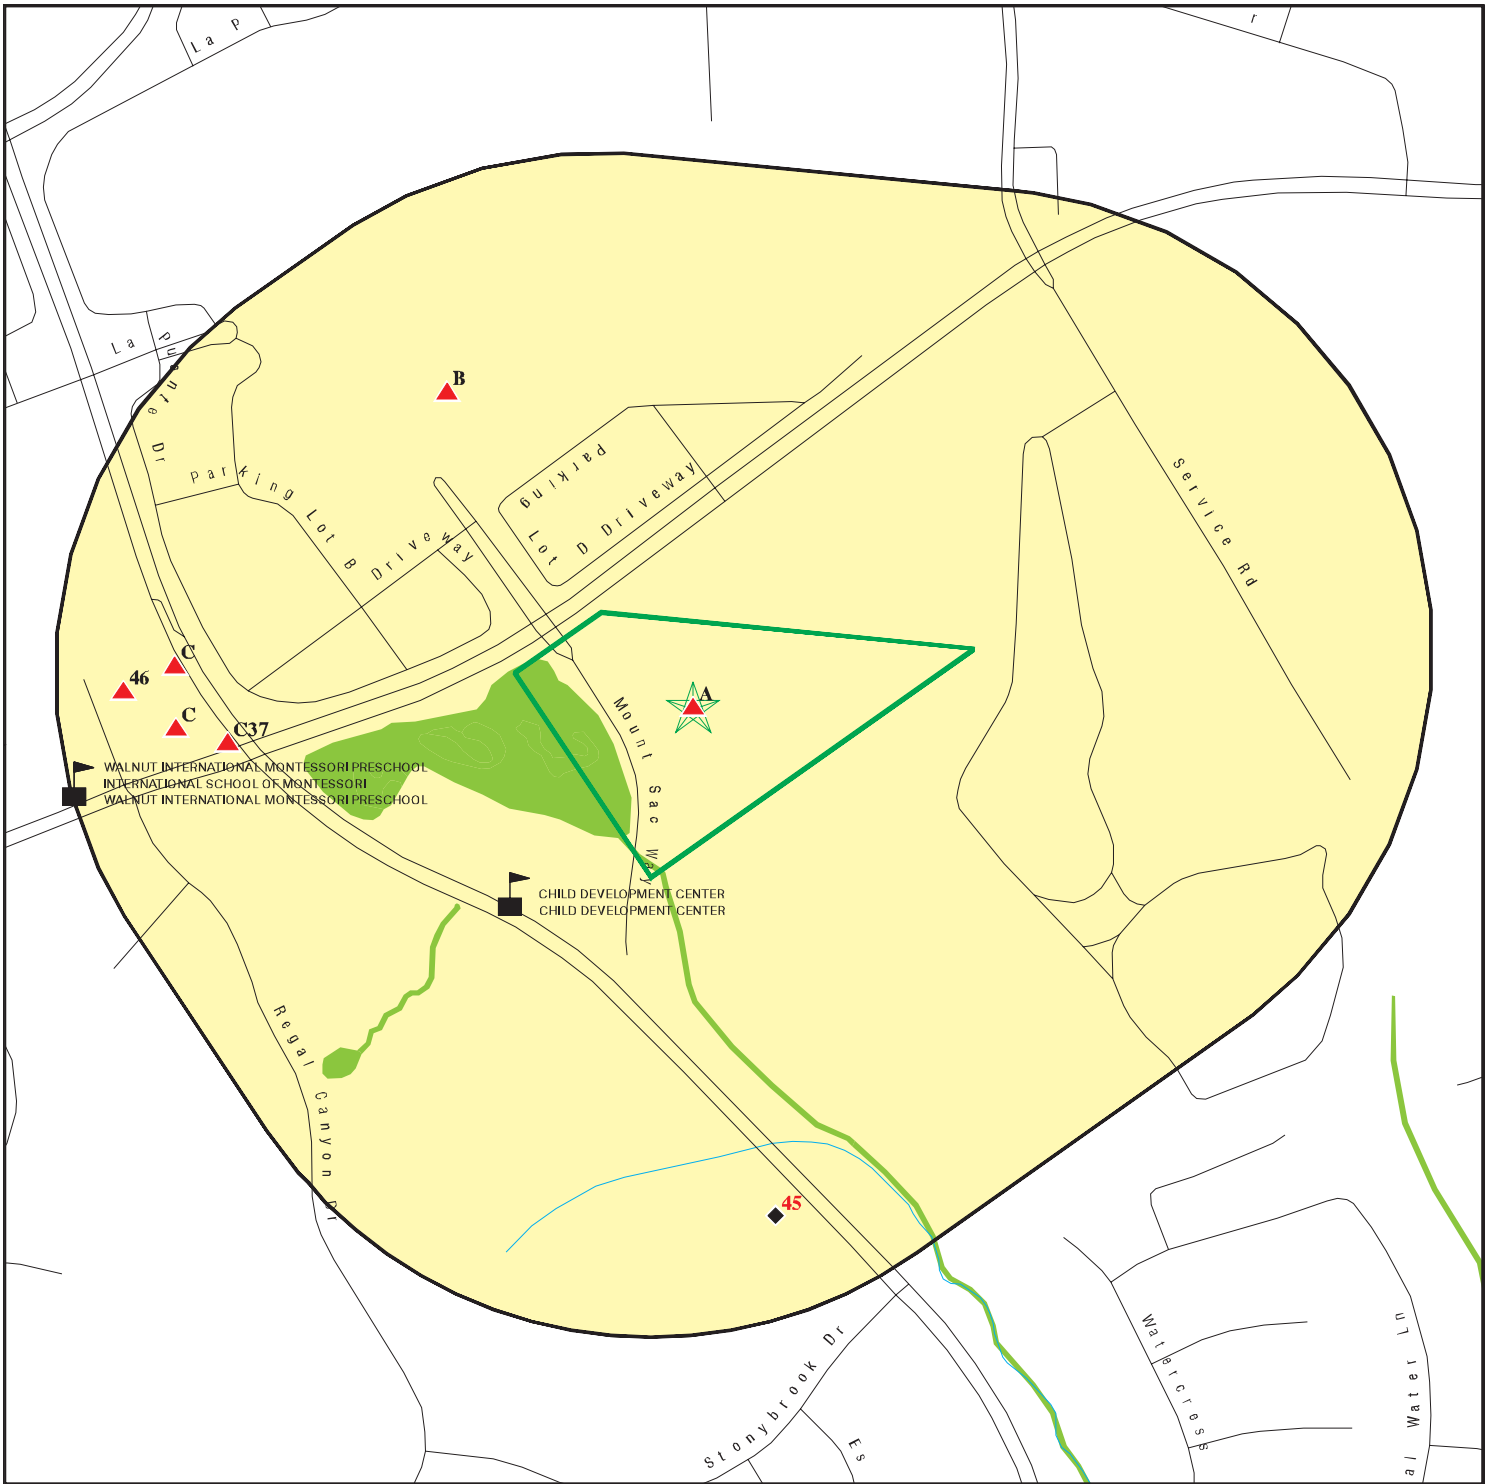 La P
r
La Puente Dr
B
Parking Lot B Driveway
Parking Lot D Driveway
Service Rd
C
46
C
C37
A
Mount Sac Way
WALNUT INTERNATIONAL MONTESSORI PRESCHOOL
INTERNATIONAL SCHOOL OF MONTESSORI
WALNUT INTERNATIONAL MONTESSORI PRESCHOOL
CHILD DEVELOPMENT CENTER
CHILD DEVELOPMENT CENTER
Regal Canyon Dr
45
Stonybrook Dr
Es
Watercress
al Water Ln